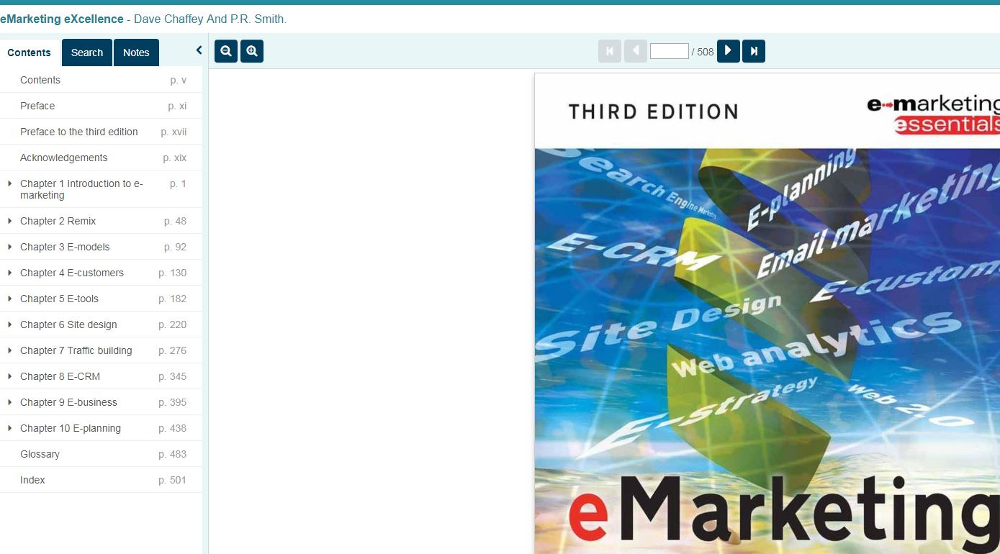 eMarketing eXcellence - Dave Chaffey And P.R. Smith.
Contents Search Notes
/ 508
Contents p. v
Preface p. xi
Preface to the third edition p. xvii
Acknowledgements p. xix
Chapter 1 Introduction to e- p. 1
marketing
Chapter 2 Remix p. 48
Chapter 3 E-models p. 92
Chapter 4 E-customers p. 130
Chapter 5 E-tools p. 182
Chapter 6 Site design p. 220
Chapter 7 Traffic building p. 276
Chapter 8 E-CRM p. 345
Chapter 9 E-business p. 395
Chapter 10 E-planning p. 438
Glossary p. 483
Index p. 501
THIRD EDITION
e-marketing
essentials
Search Engine Marketing
E-planning
Email marketing
E-CRM
E-custom
Site Design
Web analytics
E-strategy
Web 2.0
eMarketing